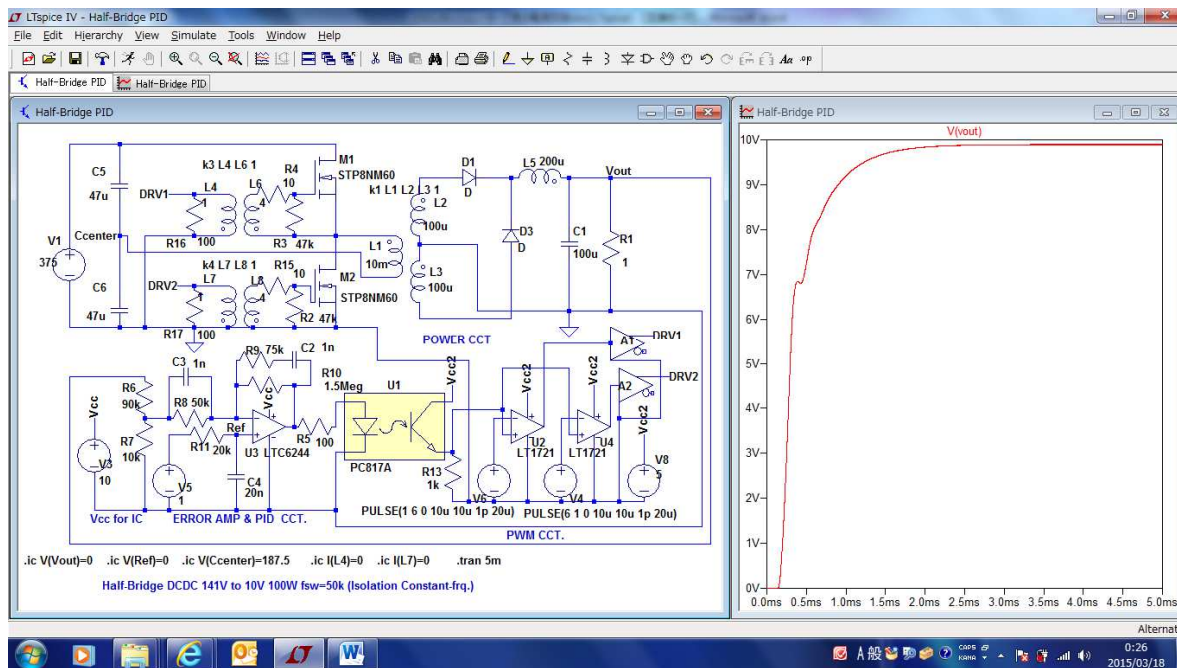 LTspice IV - Half-Bridge PID
File Edit Hierarchy View Simulate Tools Window Help
Half-Bridge PID
Half-Bridge PID
Half-Bridge PID
k3 L4 L6 1
C5
47u
DRV1
L4
1
L6
4
R4
10
M1
STP8NM60
R16 100
R3 47k
V1
375
Ccenter
k4 L7 L8 1
C6
47u
DRV2
L7
1
L8
4
R15
10
M2
STP8NM60
R17 100
R2 47k
k1 L1 L2 L3 1
L1
10m
L2
100u
L3
100u
D1
D
D3
D
L5 200u
Vout
C1
100u
R1
1
POWER CCT
Vcc
V3
10
R6
90k
R7
10k
C3 1n
R8 50k
R9 75k
C2 1n
R10
1.5Meg
Vcc
Ref
R11 20k
U3 LTC6244
V5
1
C4
20n
R5
100
U1
PC817A
Vcc2
R13
1k
Vcc2
U2
LT1721
Vcc2
U4
LT1721
A1
DRV1
A2
DRV2
Vcc2
V8
5
V6
V4
PULSE(1 6 0 10u 10u 1p 20u)
PULSE(6 1 0 10u 10u 1p 20u)
Vcc for IC
ERROR AMP & PID CCT.
PWM CCT.
.ic V(Vout)=0 .ic V(Ref)=0 .ic V(Ccenter)=187.5 .ic I(L4)=0 .ic I(L7)=0 .tran 5m
Half-Bridge DCDC 141V to 10V 100W fsw=50k (Isolation Constant-frq.)
Half-Bridge PID
V(vout)
10V
9V
8V
7V
6V
5V
4V
3V
2V
1V
0V
0.0ms 0.5ms 1.0ms 1.5ms 2.0ms 2.5ms 3.0ms 3.5ms 4.0ms 4.5ms 5.0ms
Alternat
A 般
CAPS
KANA
0:26
2015/03/18